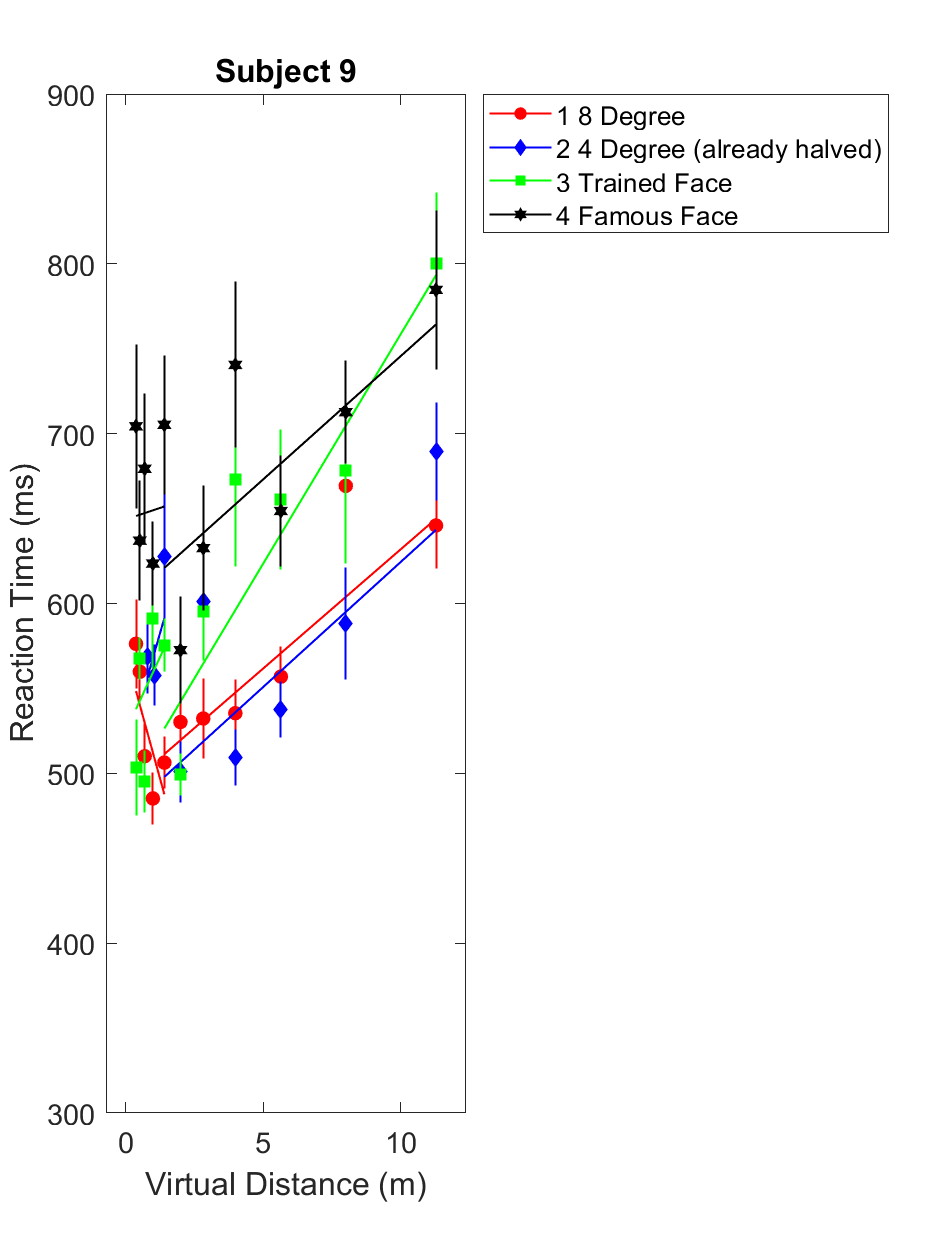 Subject 9
900
800
700
600
500
400
300
0 5 10
Reaction Time (ms)
Virtual Distance (m)
1 8 Degree
2 4 Degree (already halved)
3 Trained Face
4 Famous Face